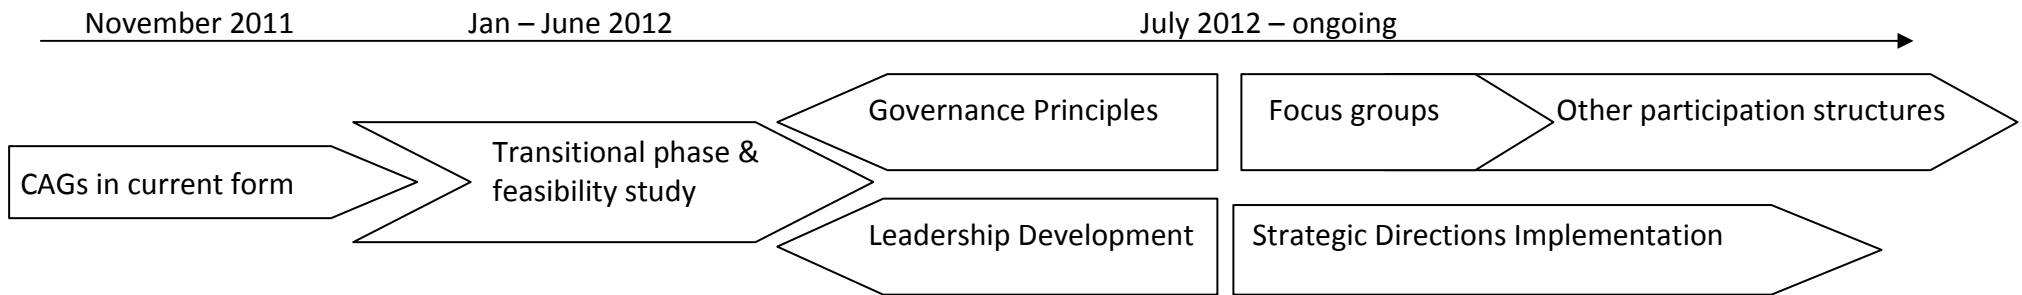 November 2011
Jan – June 2012
July 2012 – ongoing
Governance Principles
Focus groups
Other participation structures
Transitional phase &
feasibility study
CAGs in current form
Leadership Development
Strategic Directions Implementation